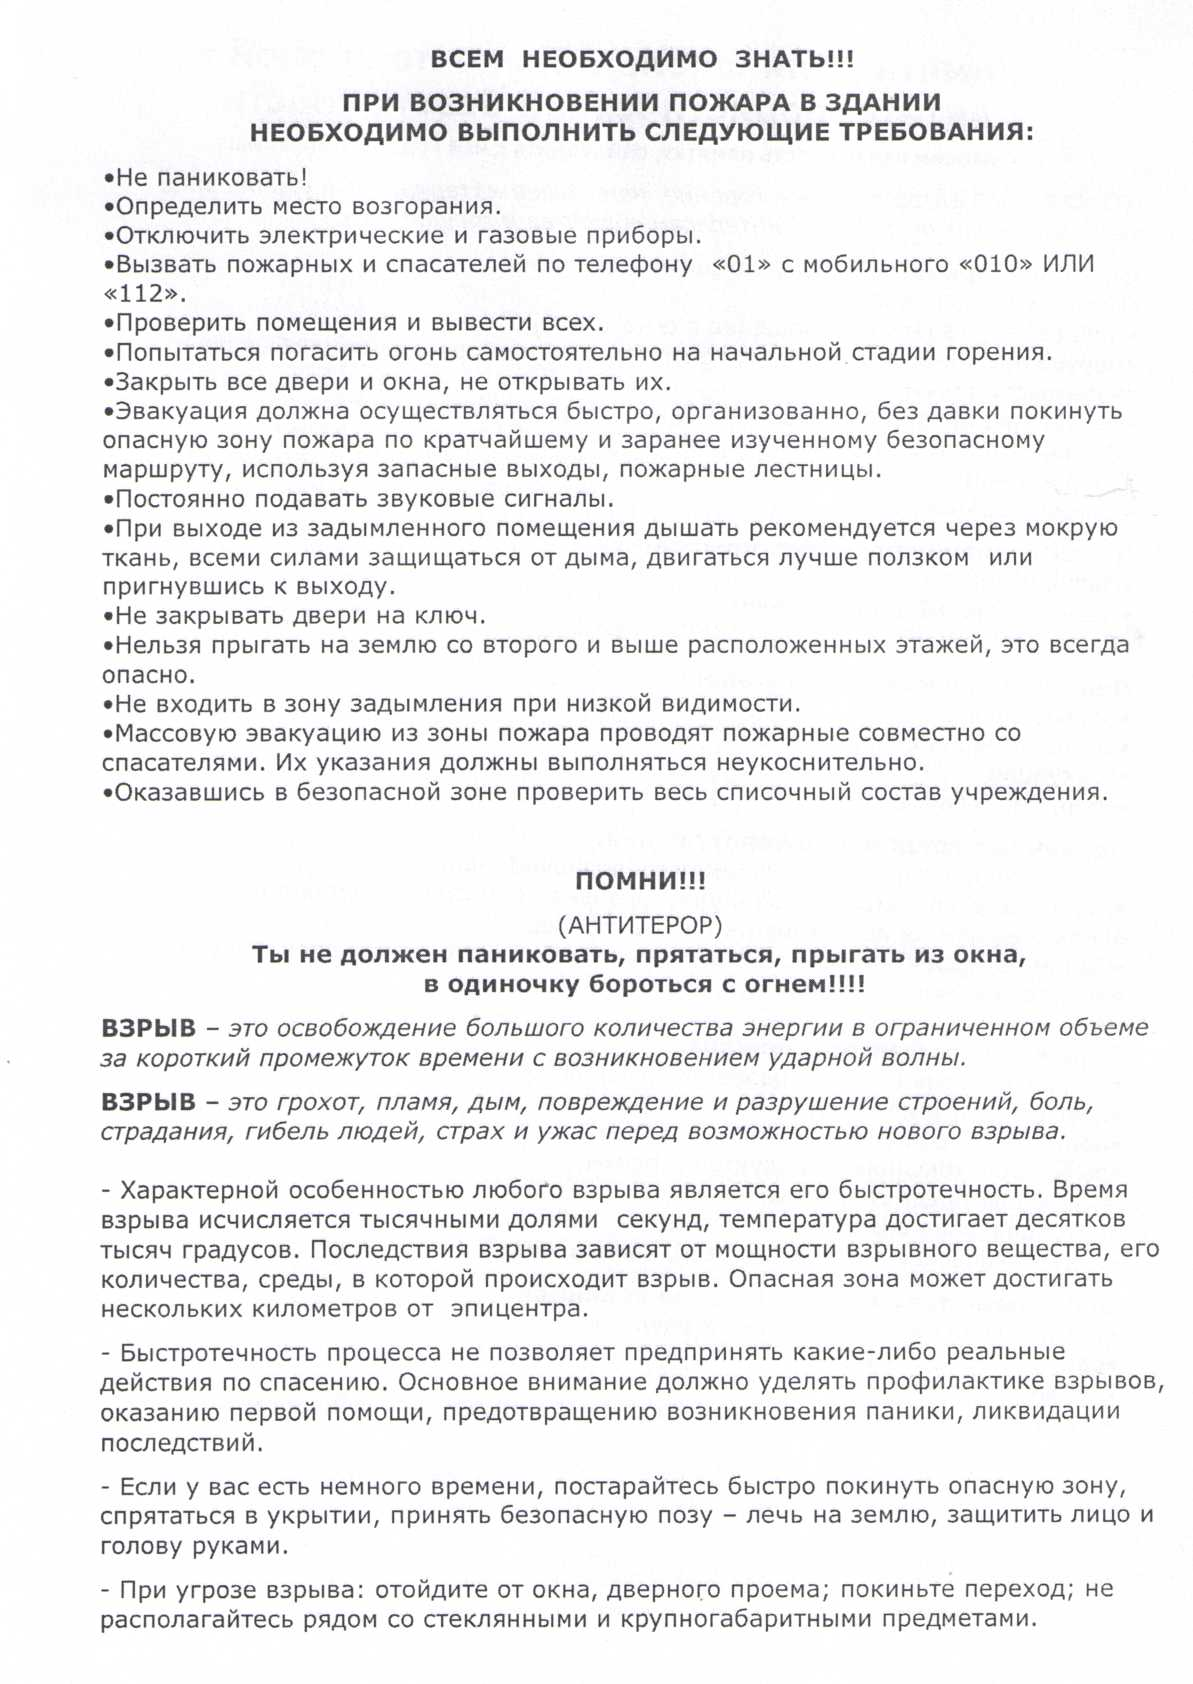 ВСЕМ НЕОБХОДИМО ЗНАТЬ!!!
ПРИ ВОЗНИКНОВЕНИИ ПОЖАРА В ЗДАНИИ
НЕОБХОДИМО ВЫПОЛНИТЬ СЛЕДУЮЩИЕ ТРЕБОВАНИЯ:
•Не паниковать!
•Определить место возгорания.
•Отключить электрические и газовые приборы.
•Вызвать пожарных и спасателей по телефону «01» с мобильного «010» ИЛИ
«112».
•Проверить помещения и вывести всех.
•Попытаться погасить огонь самостоятельно на начальной стадии горения.
•Закрыть все двери и окна, не открывать их.
•Эвакуация должна осуществляться быстро, организованно, без давки покинуть
опасную зону пожара по кратчайшему и заранее изученному безопасному
маршруту, используя запасные выходы, пожарные лестницы.
•Постоянно подавать звуковые сигналы.
•При выходе из задымленного помещения дышать рекомендуется через мокрую
ткань, всеми силами защищаться от дыма, двигаться лучше ползком или
пригнувшись к выходу.
•Не закрывать двери на ключ.
•Нельзя прыгать на землю со второго и выше расположенных этажей, это всегда
опасно.
•Не входить в зону задымления при низкой видимости.
•Массовую эвакуацию из зоны пожара проводят пожарные совместно со
спасателями. Их указания должны выполняться неукоснительно.
•Оказавшись в безопасной зоне проверить весь списочный состав учреждения.
ПОМНИ!!!
(АНТИТЕРОР)
Ты не должен паниковать, прятаться, прыгать из окна,
в одиночку бороться с огнем!!!!
ВЗРЫВ – это освобождение большого количества энергии в ограниченном объеме
за короткий промежуток времени с возникновением ударной волны.
ВЗРЫВ – это грохот, пламя, дым, повреждение и разрушение строений, боль,
страдания, гибель людей, страх и ужас перед возможностью нового взрыва.
- Характерной особенностью любого взрыва является его быстротечность. Время
взрыва исчисляется тысячными долями секунд, температура достигает десятков
тысяч градусов. Последствия взрыва зависят от мощности взрывного вещества, его
количества, среды, в которой происходит взрыв. Опасная зона может достигать
нескольких километров от эпицентра.
- Быстротечность процесса не позволяет предпринять какие-либо реальные
действия по спасению. Основное внимание должно уделять профилактике взрывов,
оказанию первой помощи, предотвращению возникновения паники, ликвидации
последствий.
- Если у вас есть немного времени, постарайтесь быстро покинуть опасную зону,
спрятаться в укрытии, принять безопасную позу – лечь на землю, защитить лицо и
голову руками.
- При угрозе взрыва: отойдите от окна, дверного проема; покиньте переход; не
располагайтесь рядом со стеклянными и крупногабаритными предметами.